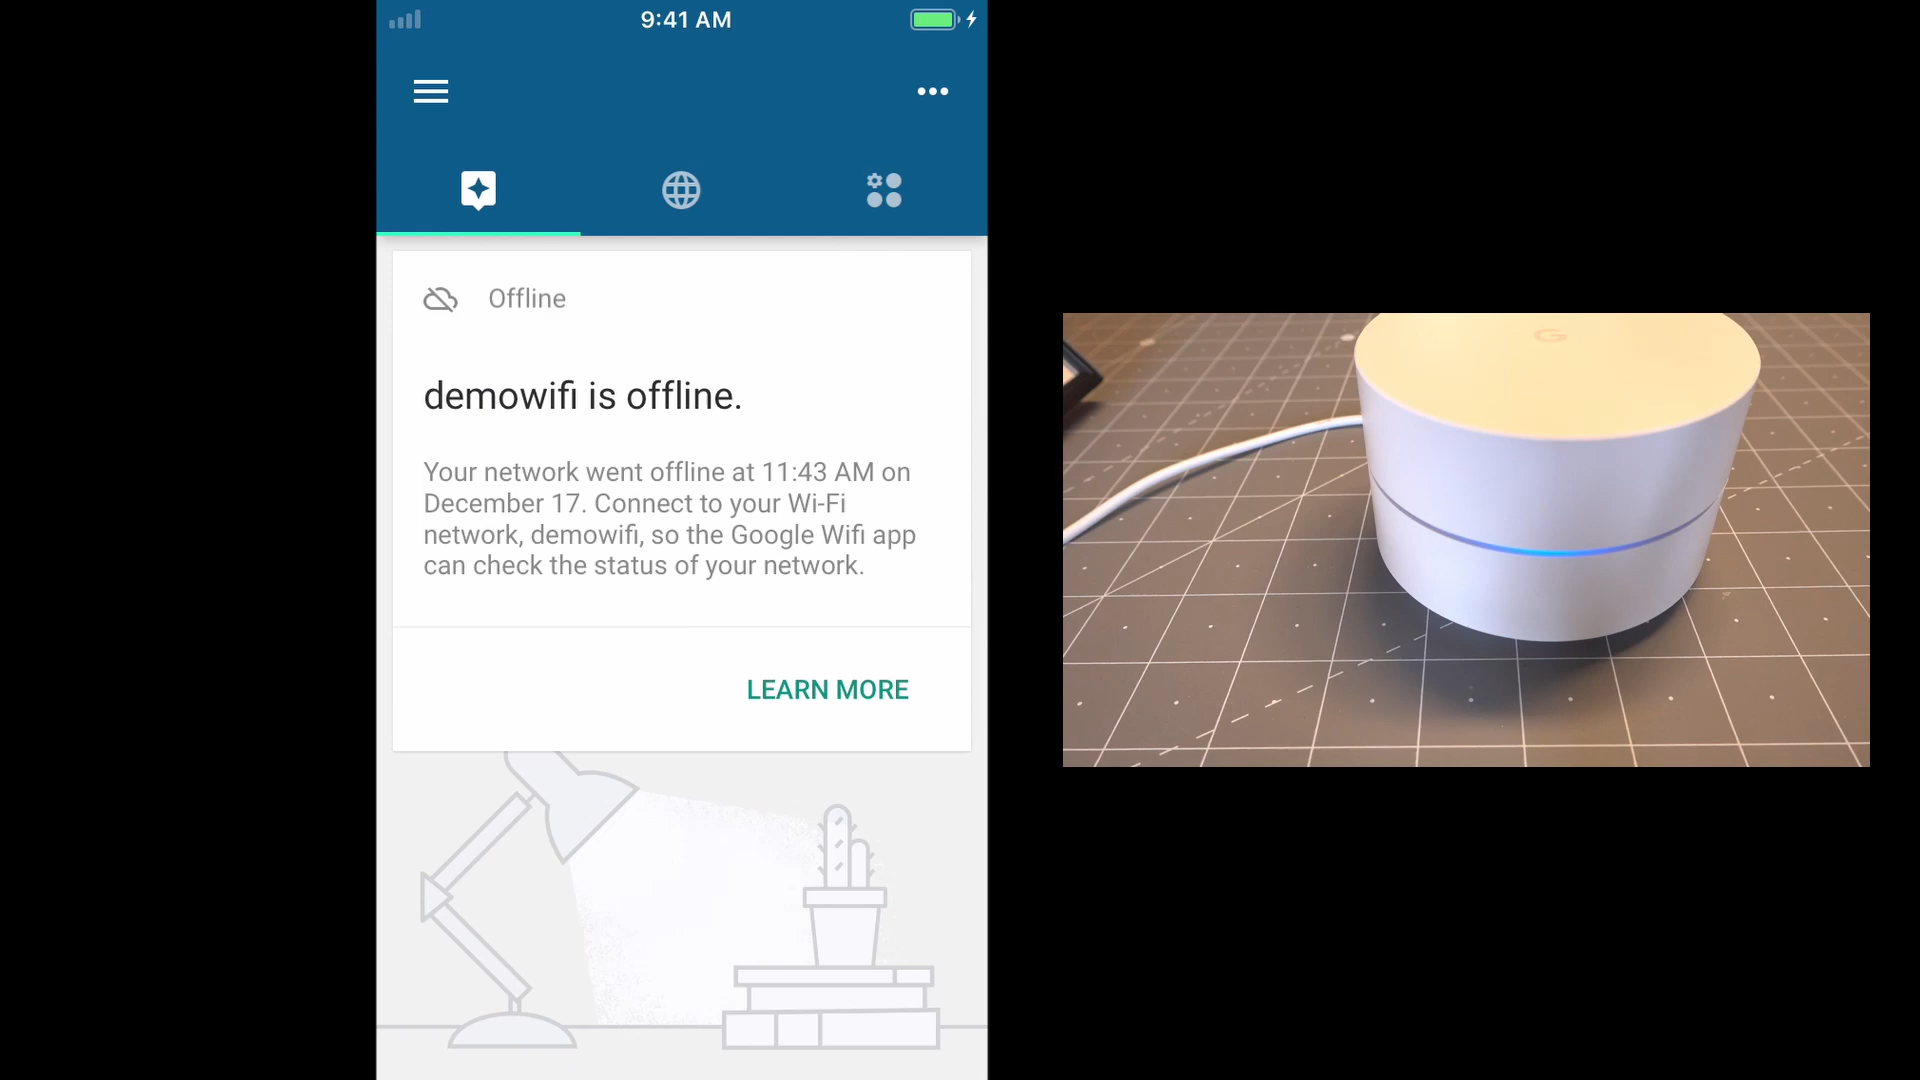 9:41 AM
Offline
demowifi is offline.
Your network went offline at 11:43 AM on
December 17. Connect to your Wi-Fi
network, demowifi, so the Google Wifi app
can check the status of your network.
LEARN MORE
G